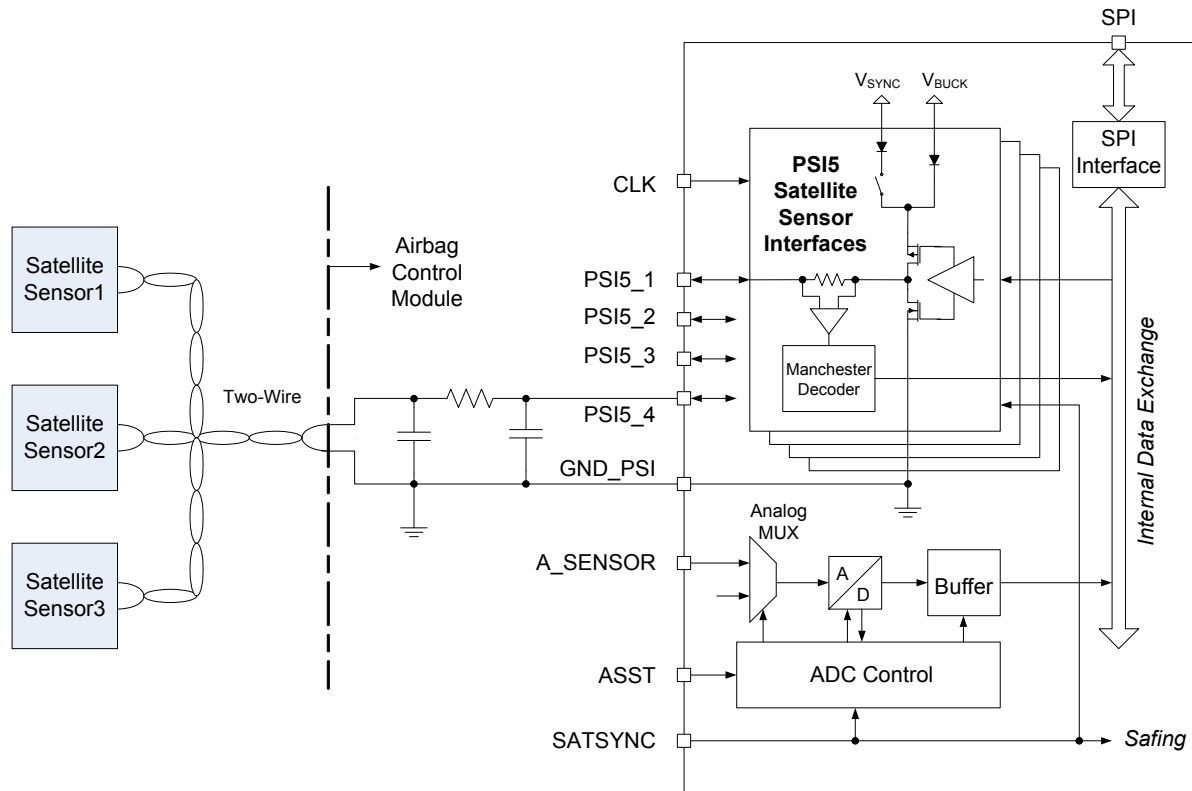 SPI
V_SYNC
V_BUCK
SPI
Interface
PSI5
Satellite
Sensor
Interfaces
CLK
Satellite
Sensor1
Airbag
Control
Module
PSI5_1
PSI5_2
PSI5_3
Manchester
Decoder
Two-Wire
PSI5_4
Satellite
Sensor2
GND_PSI
Internal Data Exchange
Analog
MUX
A_SENSOR
A
D
Buffer
Satellite
Sensor3
ASST
ADC Control
SATSYNC
Safing